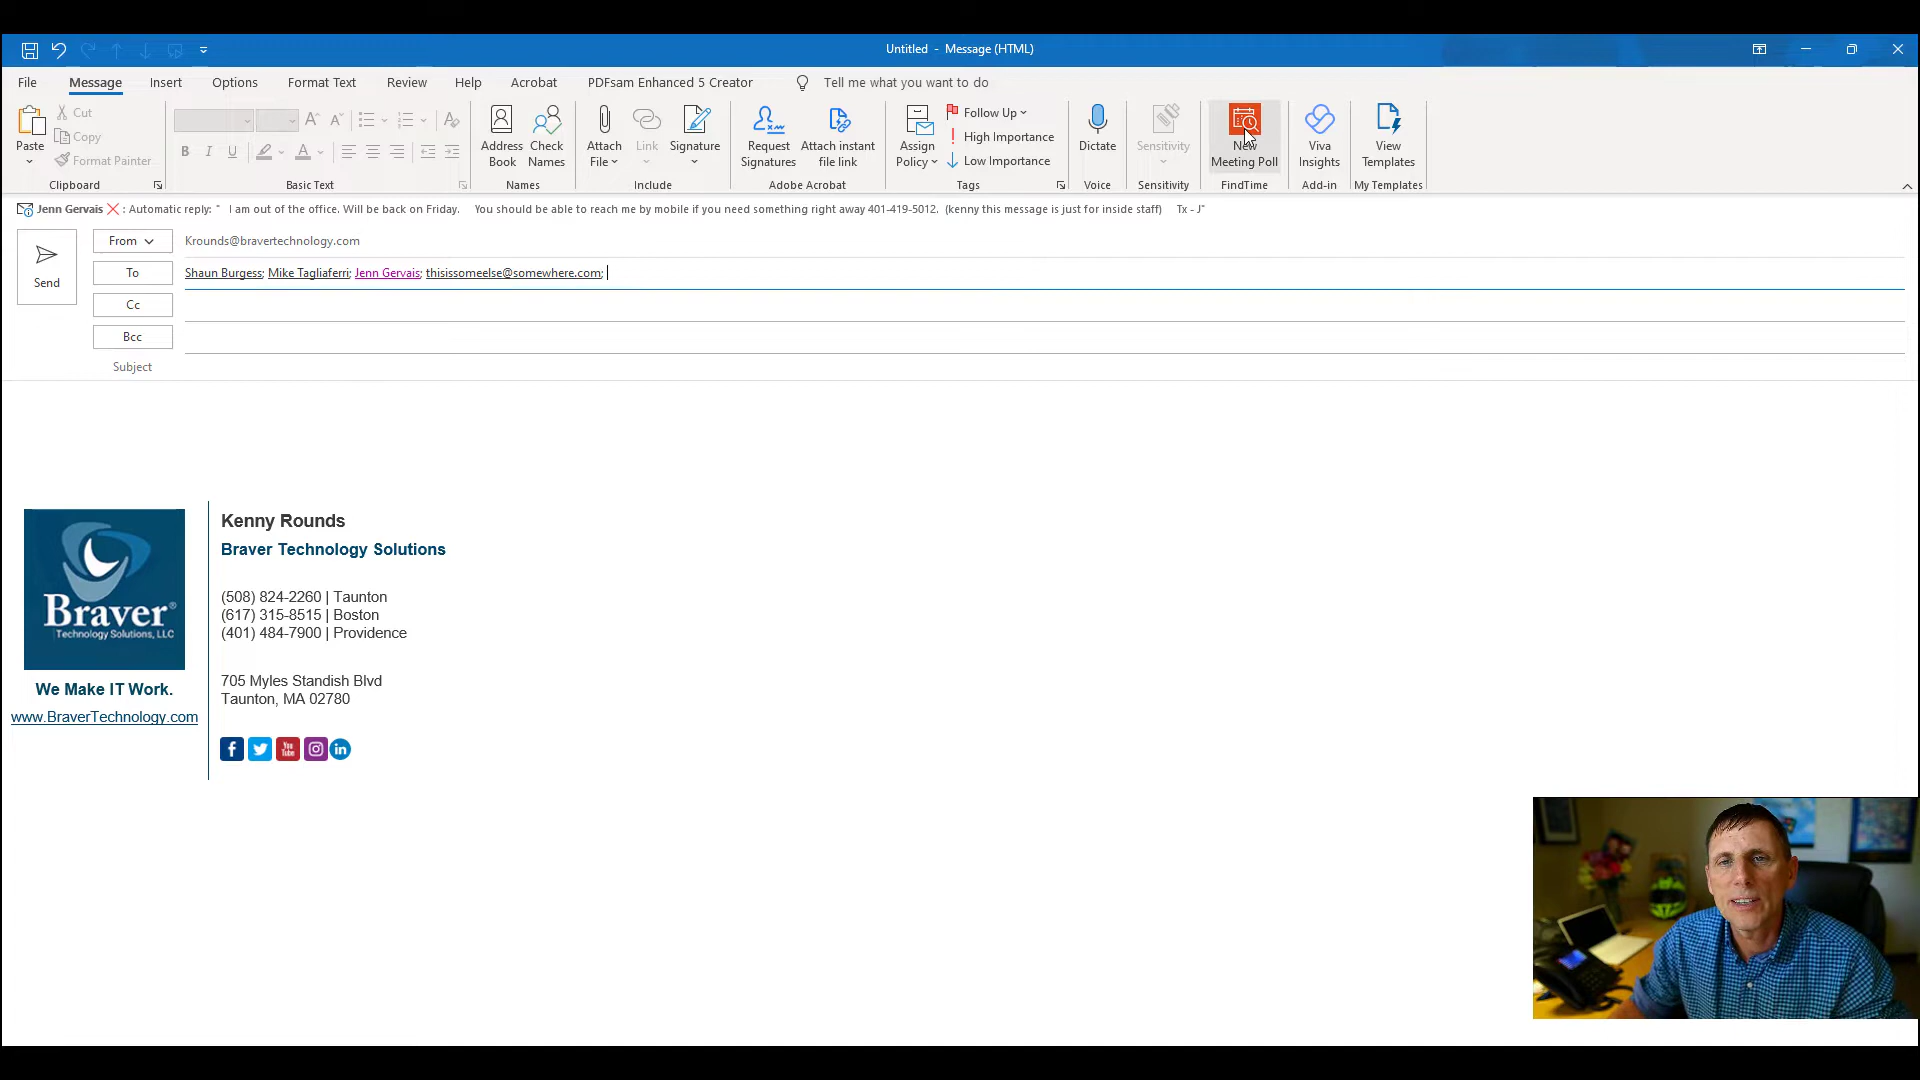 Untitled - Message (HTML)
File Message Insert Options Format Text Review Help Acrobat PDFsam Enhanced 5 Creator Tell me what you want to do
Paste
Cut
Copy
Format Painter
Clipboard
B I U A
Basic Text
Address Book
Check Names
Names
Attach File
Link
Signature
Include
Request Signatures
Attach instant file link
Adobe Acrobat
Assign Policy
Follow Up
High Importance
Low Importance
Tags
Dictate
Voice
Sensitivity
Sensitivity
New Meeting Poll
FindTime
Viva Insights
Add-in
View Templates
My Templates
Jenn Gervais : Automatic reply: " I am out of the office. Will be back on Friday. You should be able to reach me by mobile if you need something right away 401-419-5012. (kenny this message is just for inside staff) Tx - J"
Send
From Krounds@bravertechnology.com
To Shaun Burgess; Mike Tagliaferri; Jenn Gervais; thisissomeelse@somewhere.com;
Cc
Bcc
Subject
Braver®
Technology Solutions, LLC
We Make IT Work.
www.BraverTechnology.com
Kenny Rounds
Braver Technology Solutions
(508) 824-2260 | Taunton
(617) 315-8515 | Boston
(401) 484-7900 | Providence
705 Myles Standish Blvd
Taunton, MA 02780
f You Tube in